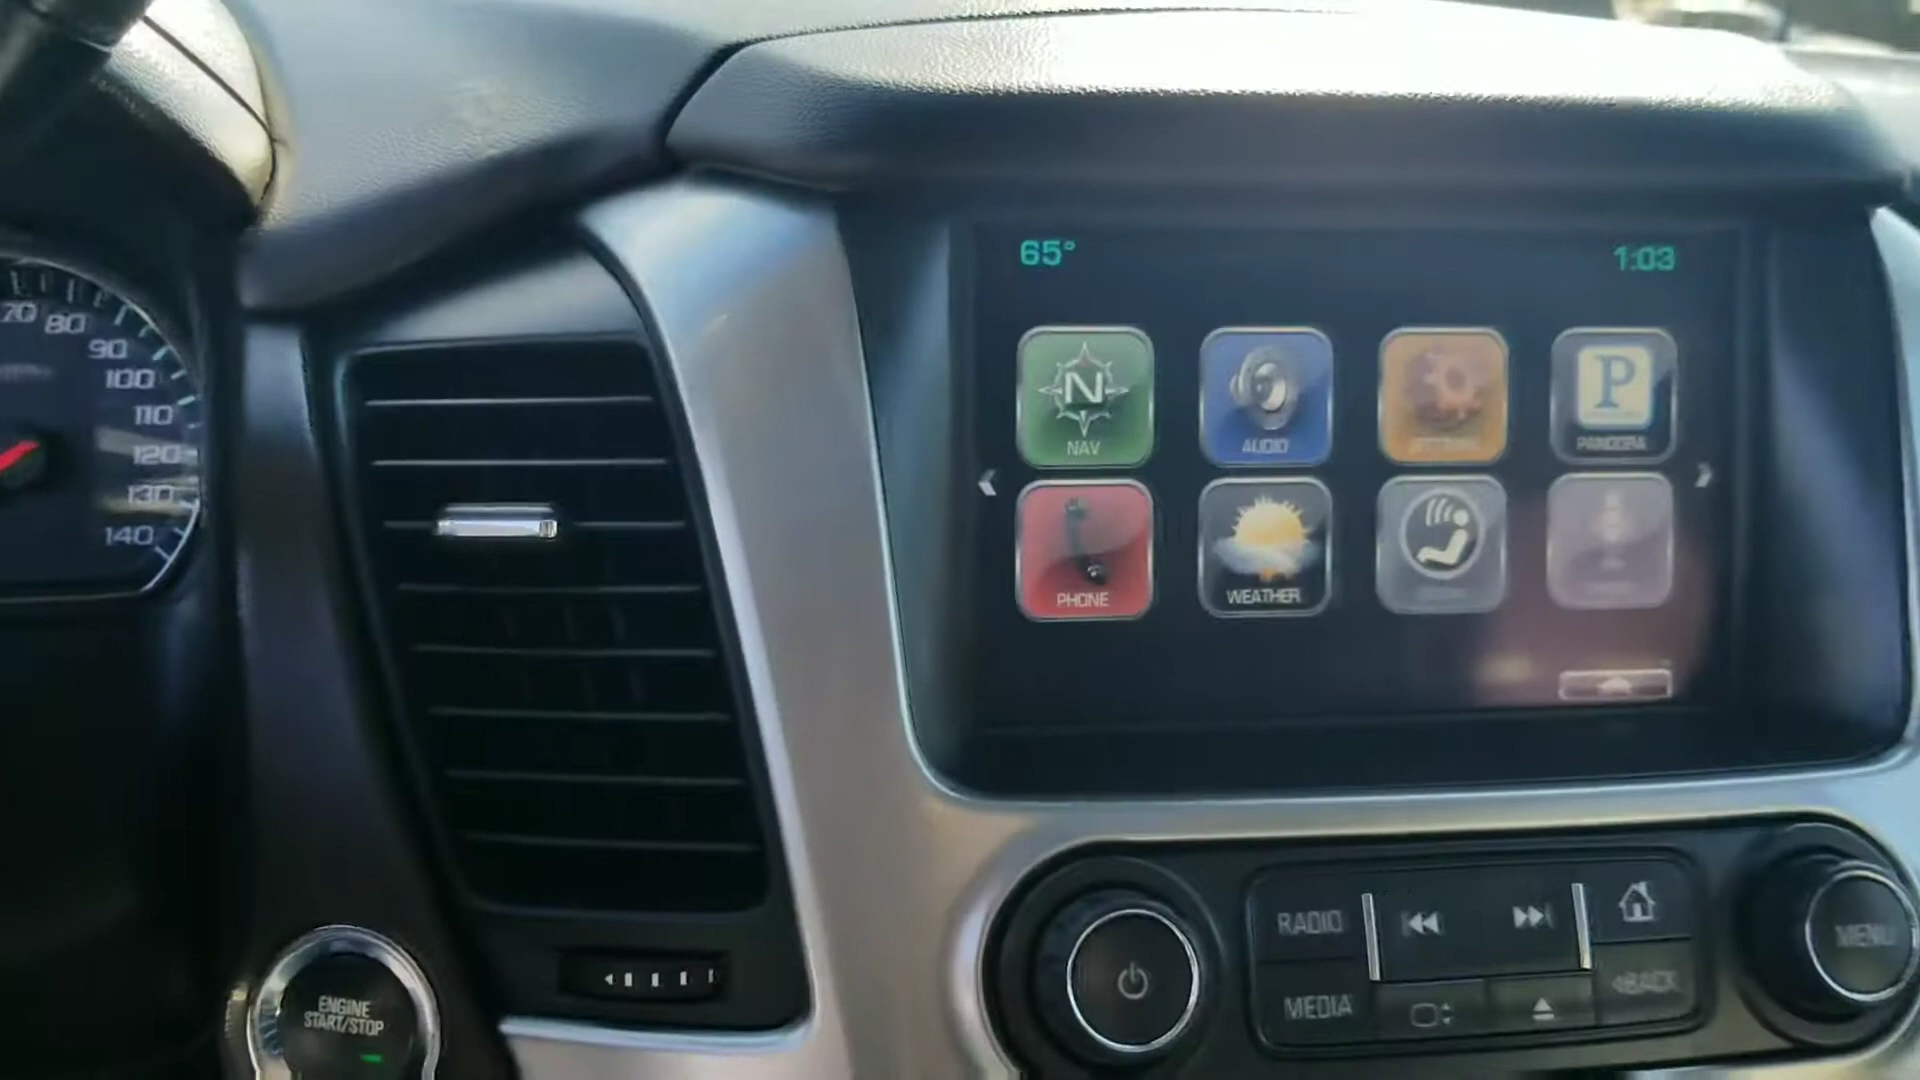 65°
1:03
70
80
90
100
110
120
130
140
N
NAV
AUDIO
P
PANDORA
PHONE
WEATHER
RADIO
MEDIA
BACK
MENU
ENGINE
START/STOP